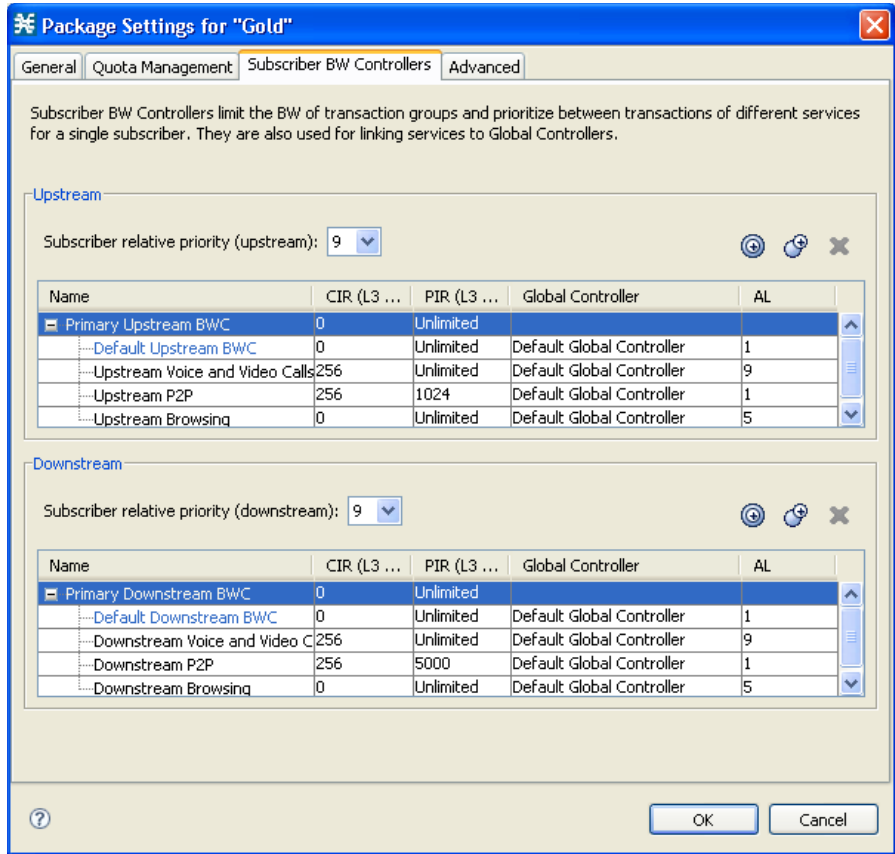 Package Settings for "Gold"
General Quota Management Subscriber BW Controllers Advanced
Subscriber BW Controllers limit the BW of transaction groups and prioritize between transactions of different services
for a single subscriber. They are also used for linking services to Global Controllers.
Upstream
Subscriber relative priority (upstream): 9
Name CIR (L3 ... PIR (L3 ... Global Controller AL
Primary Upstream BWC 0 Unlimited
Default Upstream BWC 0 Unlimited Default Global Controller 1
Upstream Voice and Video Calls 256 Unlimited Default Global Controller 9
Upstream P2P 256 1024 Default Global Controller 1
Upstream Browsing 0 Unlimited Default Global Controller 5
Downstream
Subscriber relative priority (downstream): 9
Name CIR (L3 ... PIR (L3 ... Global Controller AL
Primary Downstream BWC 0 Unlimited
Default Downstream BWC 0 Unlimited Default Global Controller 1
Downstream Voice and Video C 256 Unlimited Default Global Controller 9
Downstream P2P 256 5000 Default Global Controller 1
Downstream Browsing 0 Unlimited Default Global Controller 5
? OK Cancel